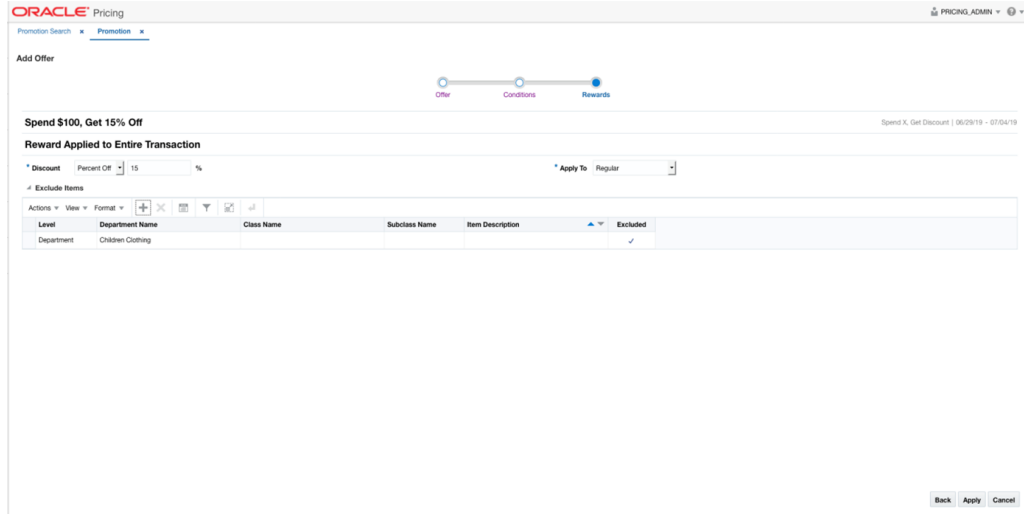 ORACLE Pricing PRICING_ADMIN
Promotion Search Promotion
Add Offer
Offer Conditions Rewards
Spend $100, Get 15% Off Spend X, Get Discount | 06/29/19 - 07/04/19
Reward Applied to Entire Transaction
* Discount Percent Off 15 % * Apply To Regular
Exclude Items
Actions View Format
Level Department Name Class Name Subclass Name Item Description Excluded
Department Children Clothing ✓
Back Apply Cancel